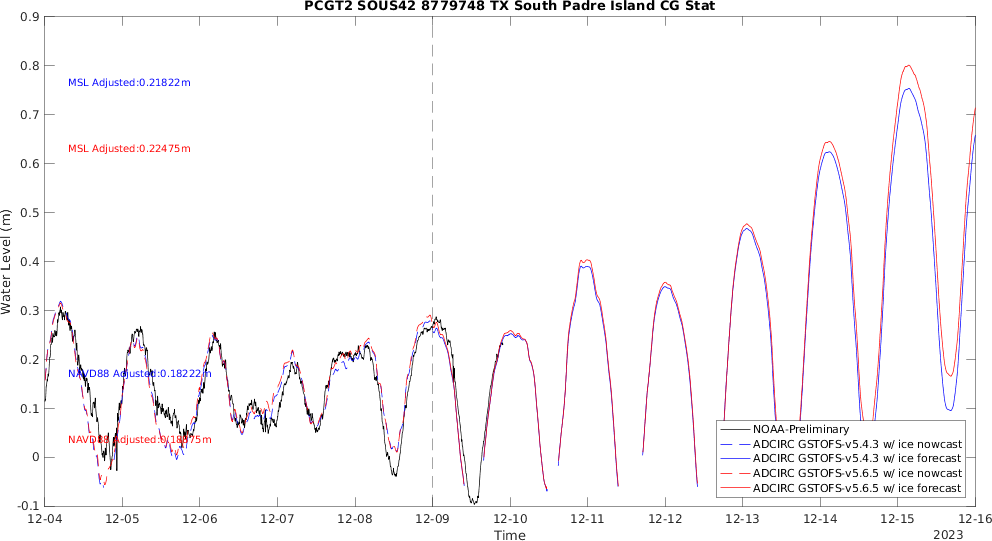 PCGT2 SOUS42 8779748 TX South Padre Island CG Stat
0.9
0.8
0.7
0.6
0.5
0.4
0.3
0.2
0.1
0
-0.1
Water Level (m)
MSL Adjusted:0.21822m
MSL Adjusted:0.22475m
NAVD88 Adjusted:0.18222m
NAVD88 Adjusted:0.18875m
NOAA-Preliminary
ADCIRC GSTOFS-v5.4.3 w/ ice nowcast
ADCIRC GSTOFS-v5.4.3 w/ ice forecast
ADCIRC GSTOFS-v5.6.5 w/ ice nowcast
ADCIRC GSTOFS-v5.6.5 w/ ice forecast
12-04 12-05 12-06 12-07 12-08 12-09 12-10 12-11 12-12 12-13 12-14 12-15 12-16
Time
2023